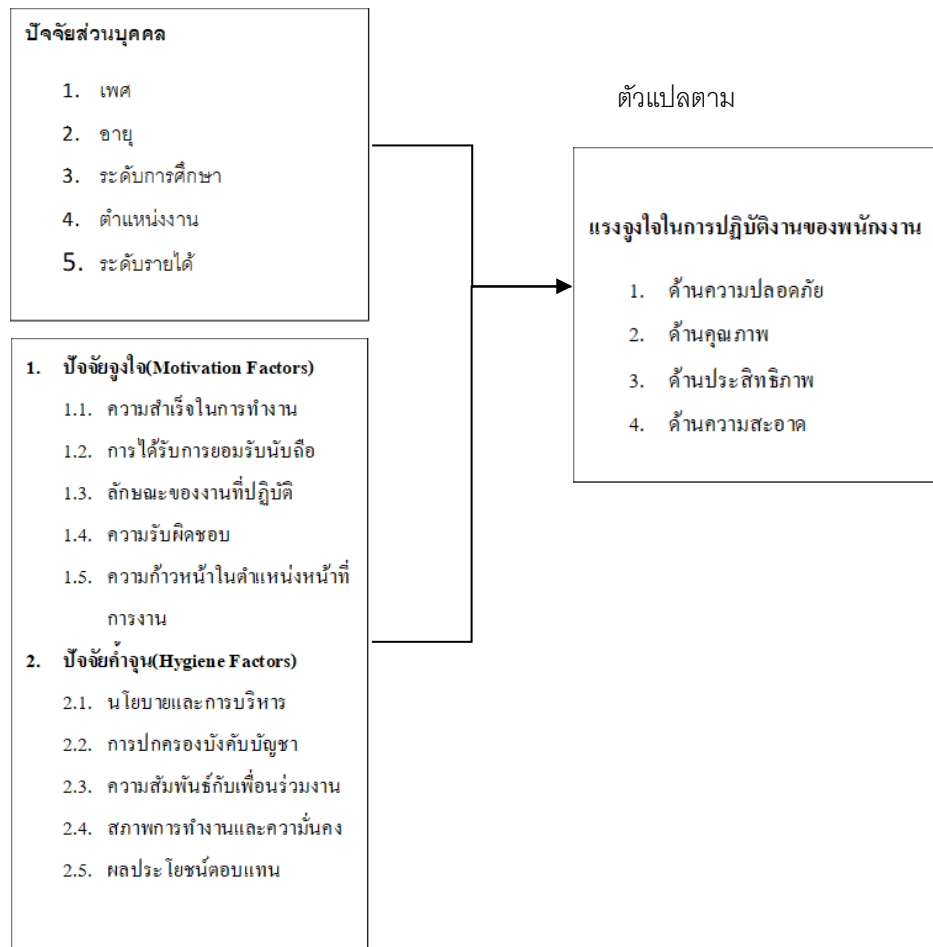 ปัจจัยส่วนบุคคล
1. เพศ
2. อายุ
3. ระดับการศึกษา
4. ตำแหน่งงาน
5. ระดับรายได้
1. ปัจจัยจูงใจ(Motivation Factors)
1.1. ความสำเร็จในการทำงาน
1.2. การได้รับการยอมรับนับถือ
1.3. ลักษณะของงานที่ปฏิบัติ
1.4. ความรับผิดชอบ
1.5. ความก้าวหน้าในตำแหน่งหน้าที่
การงาน
2. ปัจจัยค้ำจุน(Hygiene Factors)
2.1. นโยบายและการบริหาร
2.2. การปกครองบังคับบัญชา
2.3. ความสัมพันธ์กับเพื่อนร่วมงาน
2.4. สภาพการทำงานและความั่นคง
2.5. ผลประโยชน์ตอบแทน
ตัวแปลตาม
แรงจูงใจในการปฏิบัติงานของพนักงงาน
1. ด้านความปลอดภัย
2. ด้านคุณภาพ
3. ด้านประสิทธิภาพ
4. ด้านความสะอาด